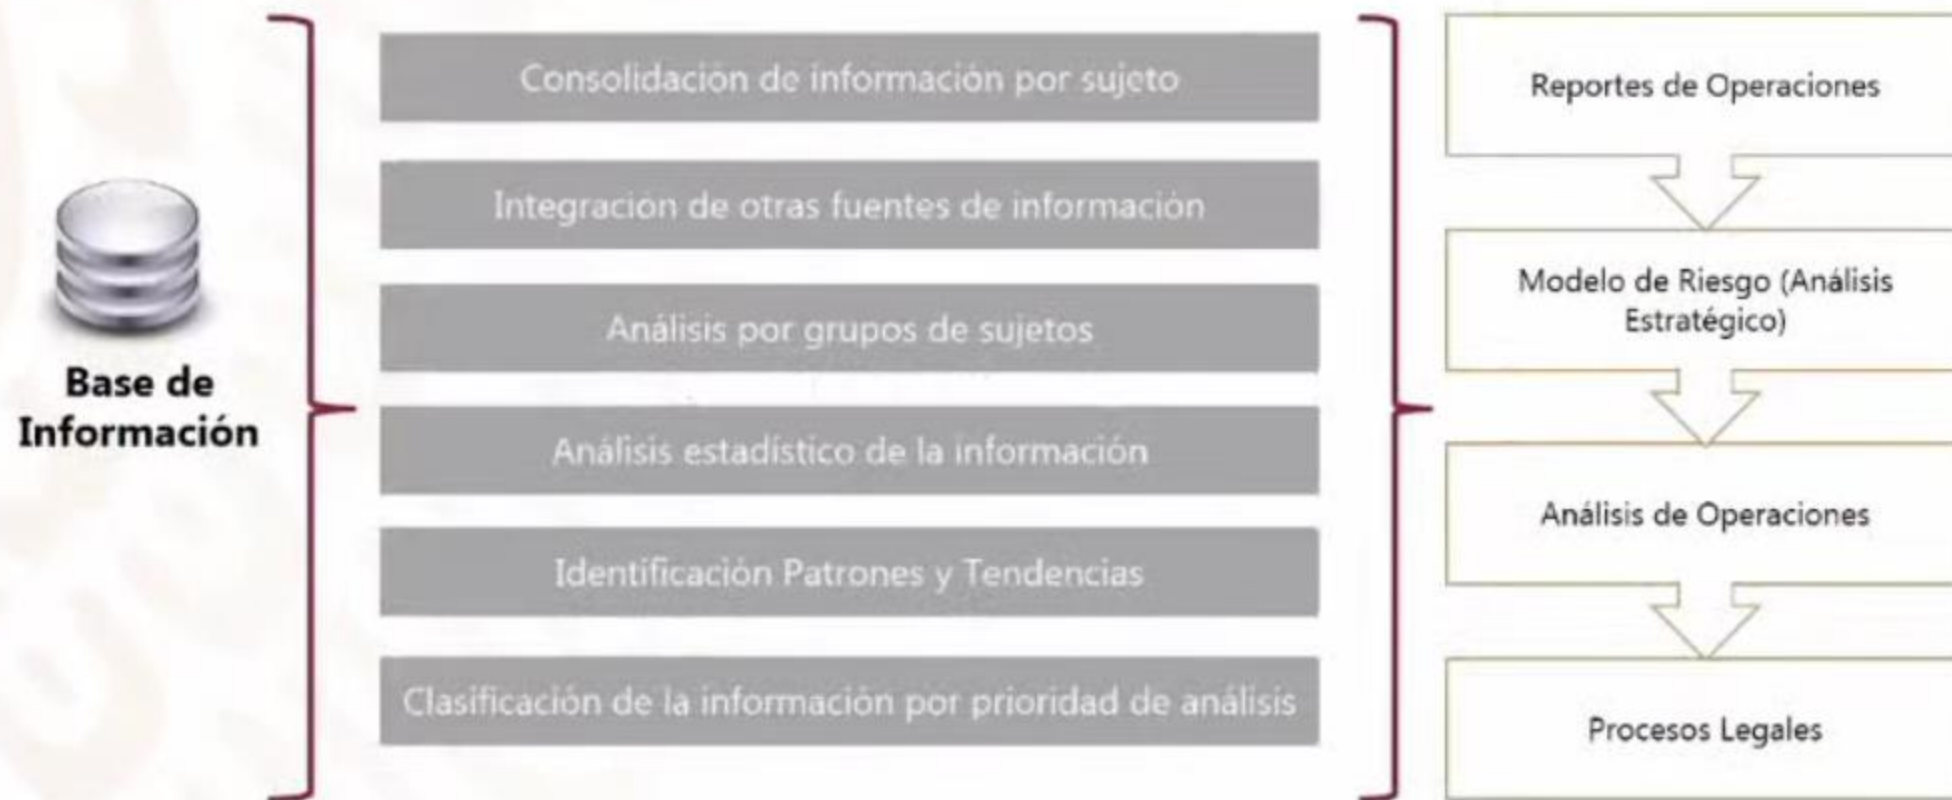 Base de
Información
Consolidación de información por sujeto
Integración de otras fuentes de información
Análisis por grupos de sujetos
Análisis estadístico de la información
Identificación Patrones y Tendencias
Clasificación de la información por prioridad de análisis
Reportes de Operaciones
Modelo de Riesgo (Análisis
Estratégico)
Análisis de Operaciones
Procesos Legales